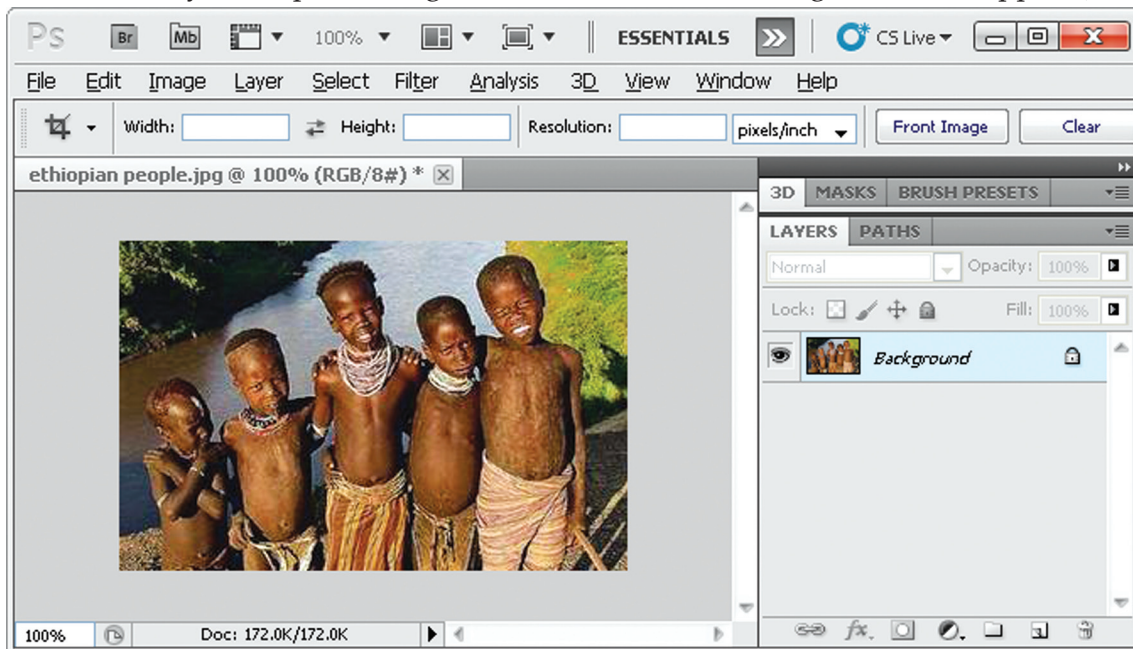 Ps Br Mb 100% ESSENTIALS CS Live
File Edit Image Layer Select Filter Analysis 3D View Window Help
Width: Height: Resolution: pixels/inch Front Image Clear
ethiopian people.jpg @ 100% (RGB/8#) *
3D MASKS BRUSH PRESETS
LAYERS PATHS
Normal Opacity: 100%
Lock: Fill: 100%
Background
100% Doc: 172.0K/172.0K
fx.